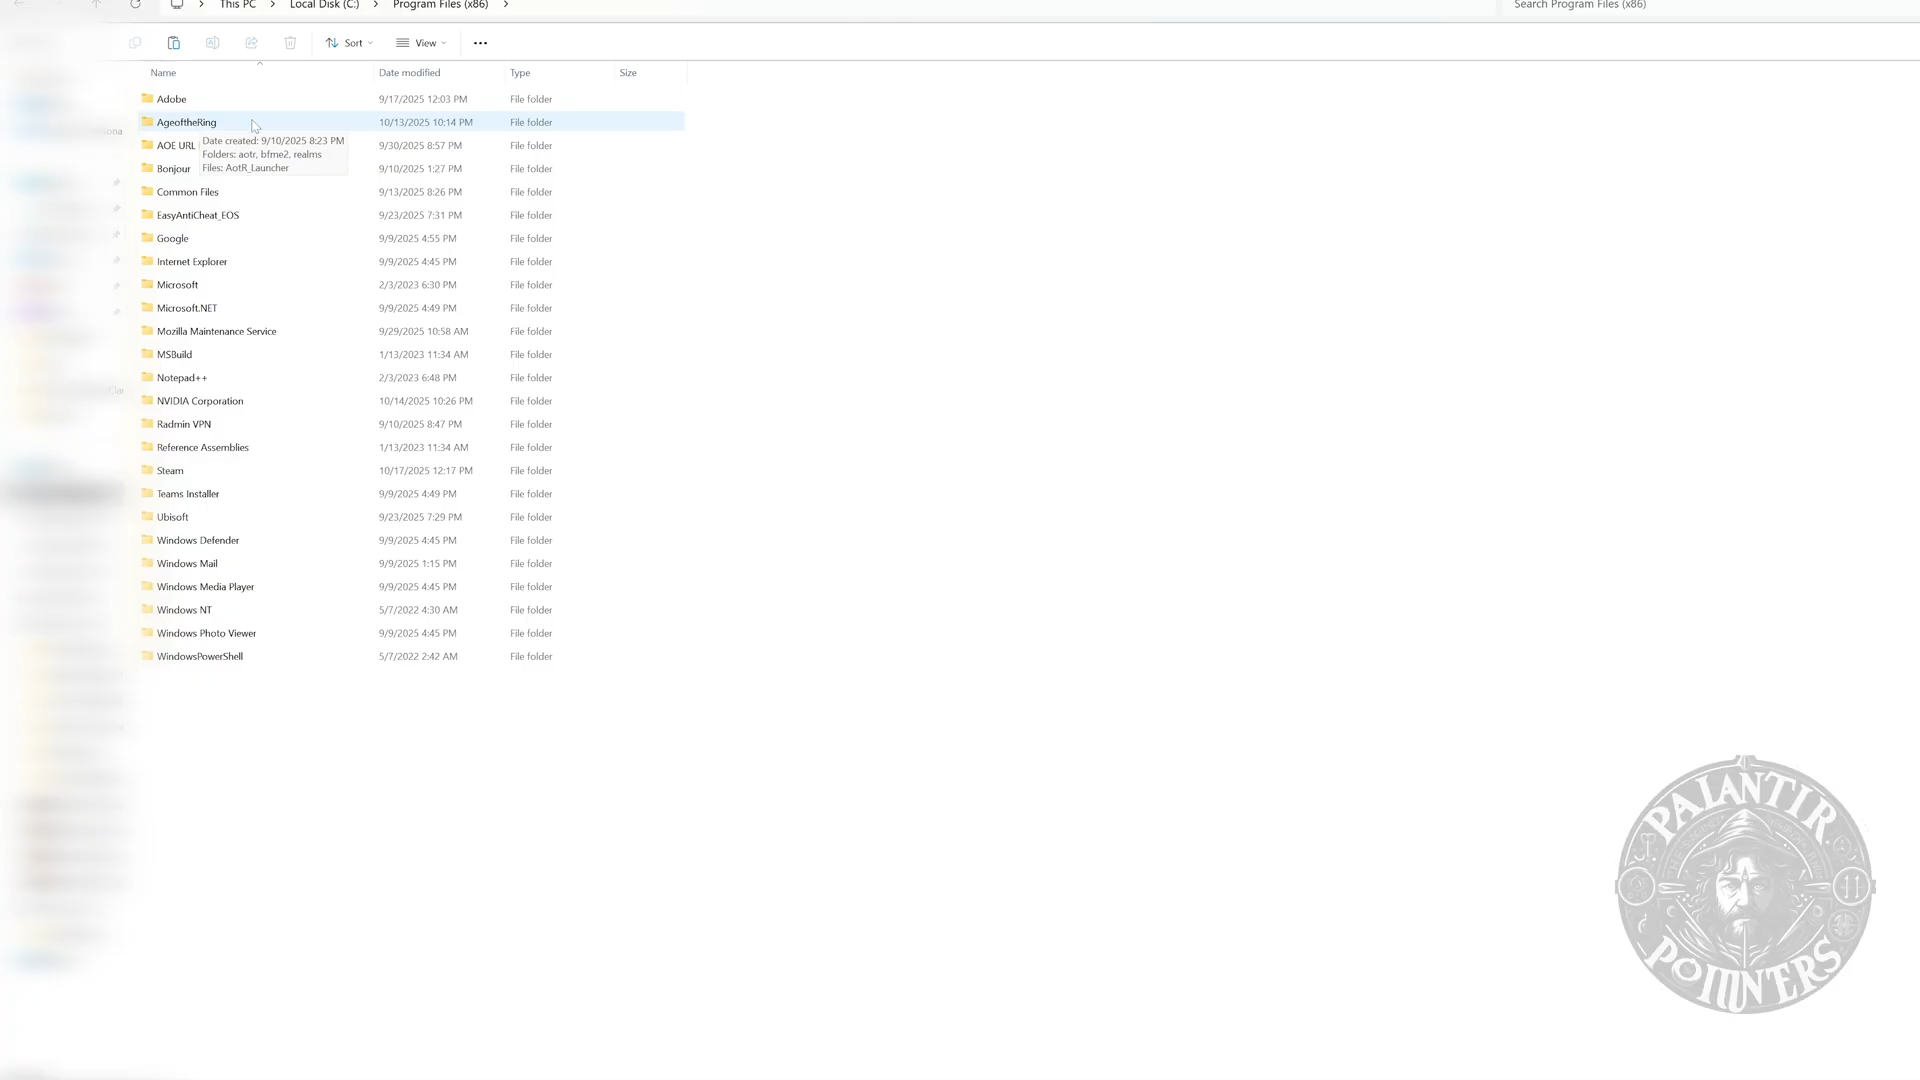 This PC > Local Disk (C:) > Program Files (x86) >
Search Program Files (x86)
Sort
View
Name Date modified Type Size
Adobe 9/17/2025 12:03 PM File folder
AgeoftheRing 10/13/2025 10:14 PM File folder
AOE URL 9/30/2025 8:57 PM File folder
Date created: 9/10/2025 8:23 PM
Folders: aotr, bfme2, realms
Files: AotR_Launcher
Bonjour 9/10/2025 1:27 PM File folder
Common Files 9/13/2025 8:26 PM File folder
EasyAntiCheat_EOS 9/23/2025 7:31 PM File folder
Google 9/9/2025 4:55 PM File folder
Internet Explorer 9/9/2025 4:45 PM File folder
Microsoft 2/3/2023 6:30 PM File folder
Microsoft.NET 9/9/2025 4:49 PM File folder
Mozilla Maintenance Service 9/29/2025 10:58 AM File folder
MSBuild 1/13/2023 11:34 AM File folder
Notepad++ 2/3/2023 6:48 PM File folder
NVIDIA Corporation 10/14/2025 10:26 PM File folder
Radmin VPN 9/10/2025 8:47 PM File folder
Reference Assemblies 1/13/2023 11:34 AM File folder
Steam 10/17/2025 12:17 PM File folder
Teams Installer 9/9/2025 4:49 PM File folder
Ubisoft 9/23/2025 7:29 PM File folder
Windows Defender 9/9/2025 4:45 PM File folder
Windows Mail 9/9/2025 1:15 PM File folder
Windows Media Player 9/9/2025 4:45 PM File folder
Windows NT 5/7/2022 4:30 AM File folder
Windows Photo Viewer 9/9/2025 4:45 PM File folder
WindowsPowerShell 5/7/2022 2:42 AM File folder
PALANTIR